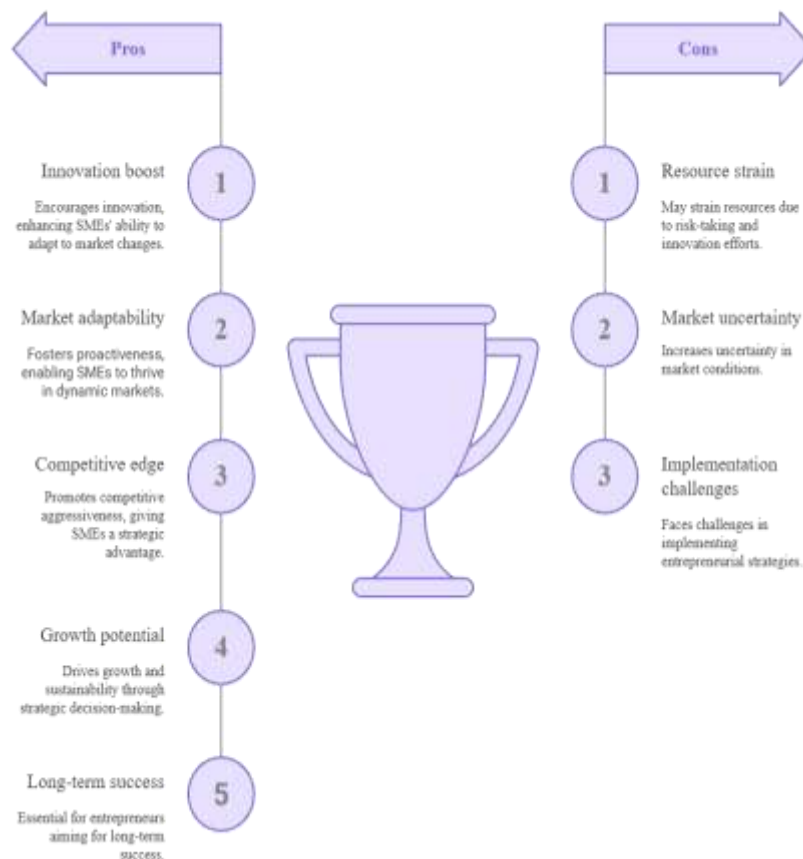 Pros
1
Innovation boost
Encourages innovation,
enhancing SMEs' ability to
adapt to market changes.
2
Market adaptability
Fosters proactiveness,
enabling SMEs to thrive
in dynamic markets.
3
Competitive edge
Promotes competitive
aggressiveness, giving
SMEs a strategic
advantage.
4
Growth potential
Drives growth and
sustainability through
strategic decision-making.
5
Long-term success
Essential for entrepreneurs
aiming for long-term
success.
Cons
1
Resource strain
May strain resources due
to risk-taking and
innovation efforts.
2
Market uncertainty
Increases uncertainty in
market conditions.
3
Implementation
challenges
Faces challenges in
implementing
entrepreneurial strategies.